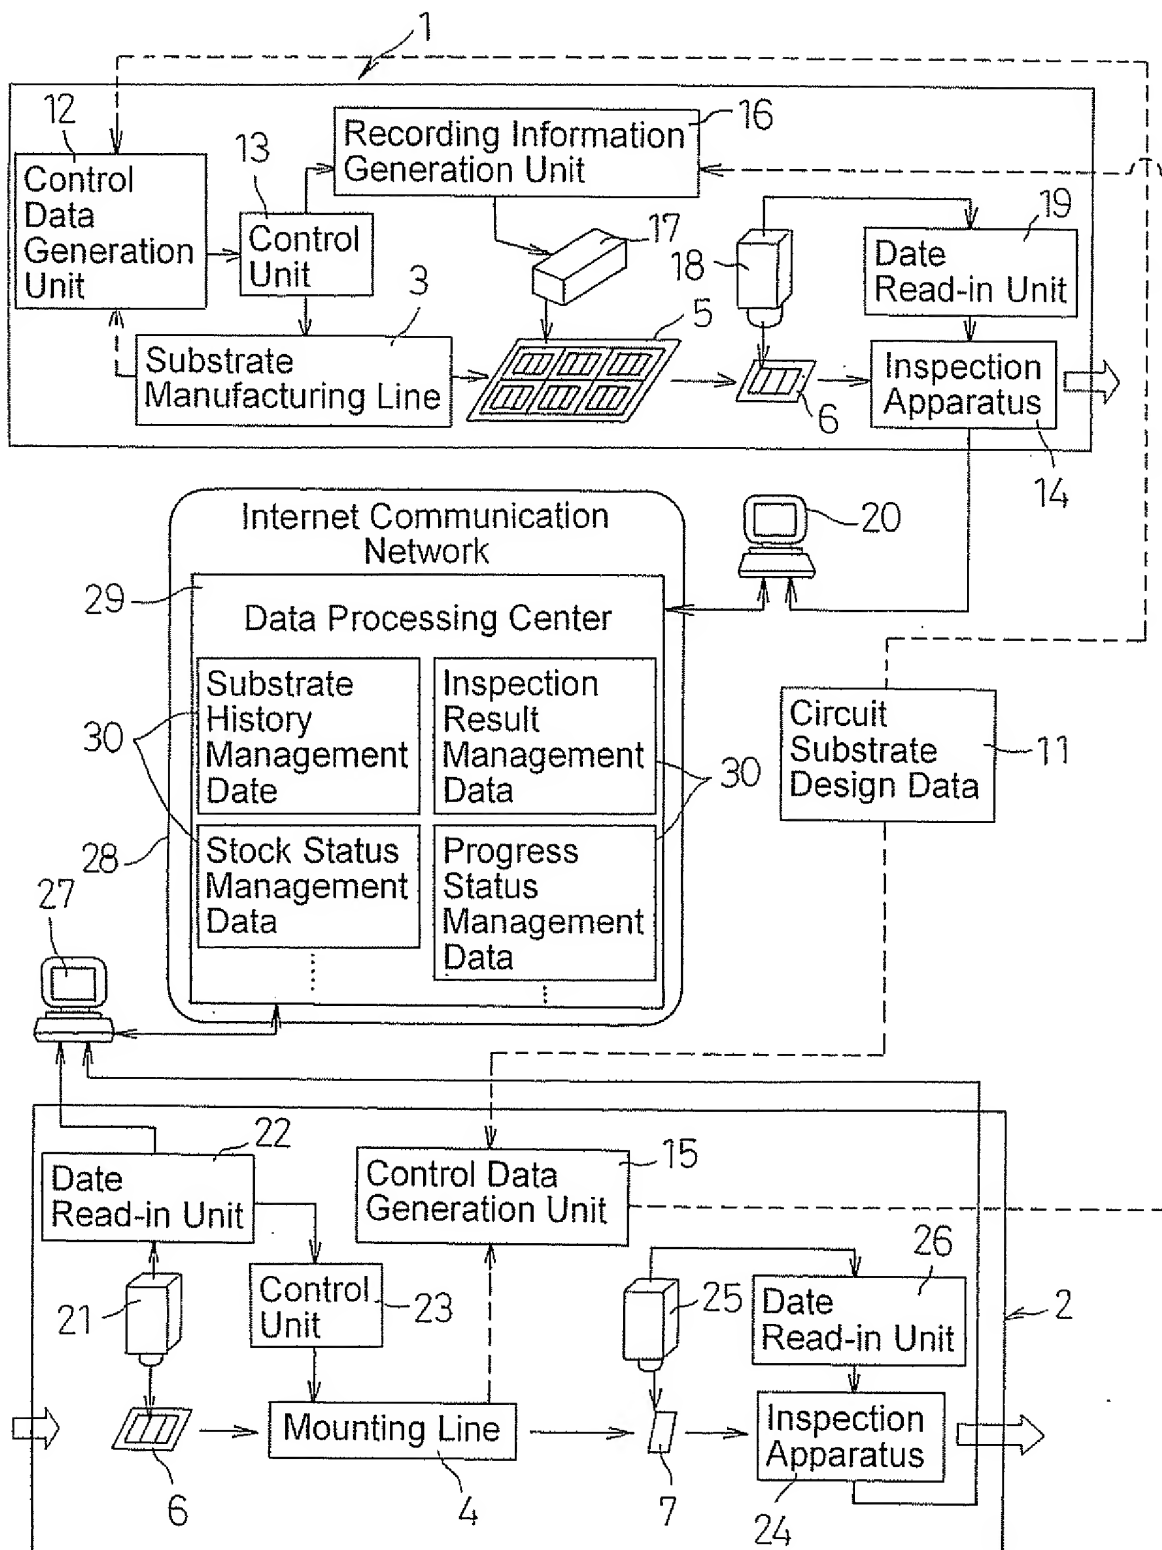 1
12
Control
Data
Generation
Unit
13
Control
Unit
Recording Information
Generation Unit
16
17
18
19
Date
Read-in Unit
3
Substrate
Manufacturing Line
5
6
Inspection
Apparatus
14
Internet Communication
Network
20
29
Data Processing Center
Substrate
History
Management
Date
Inspection
Result
Management
Data
30
30
Circuit
Substrate
Design Data
11
28
Stock Status
Management
Data
Progress
Status
Management
Data
27
22
Date
Read-in Unit
15
Control Data
Generation Unit
21
Control
Unit
23
25
26
Date
Read-in Unit
2
Mounting Line
Inspection
Apparatus
6
4
7
24